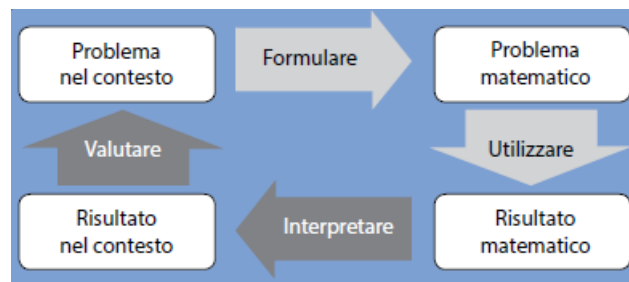 Problema
nel contesto
Formulare
Problema
matematico
Valutare
Utilizzare
Risultato
nel contesto
Interpretare
Risultato
matematico